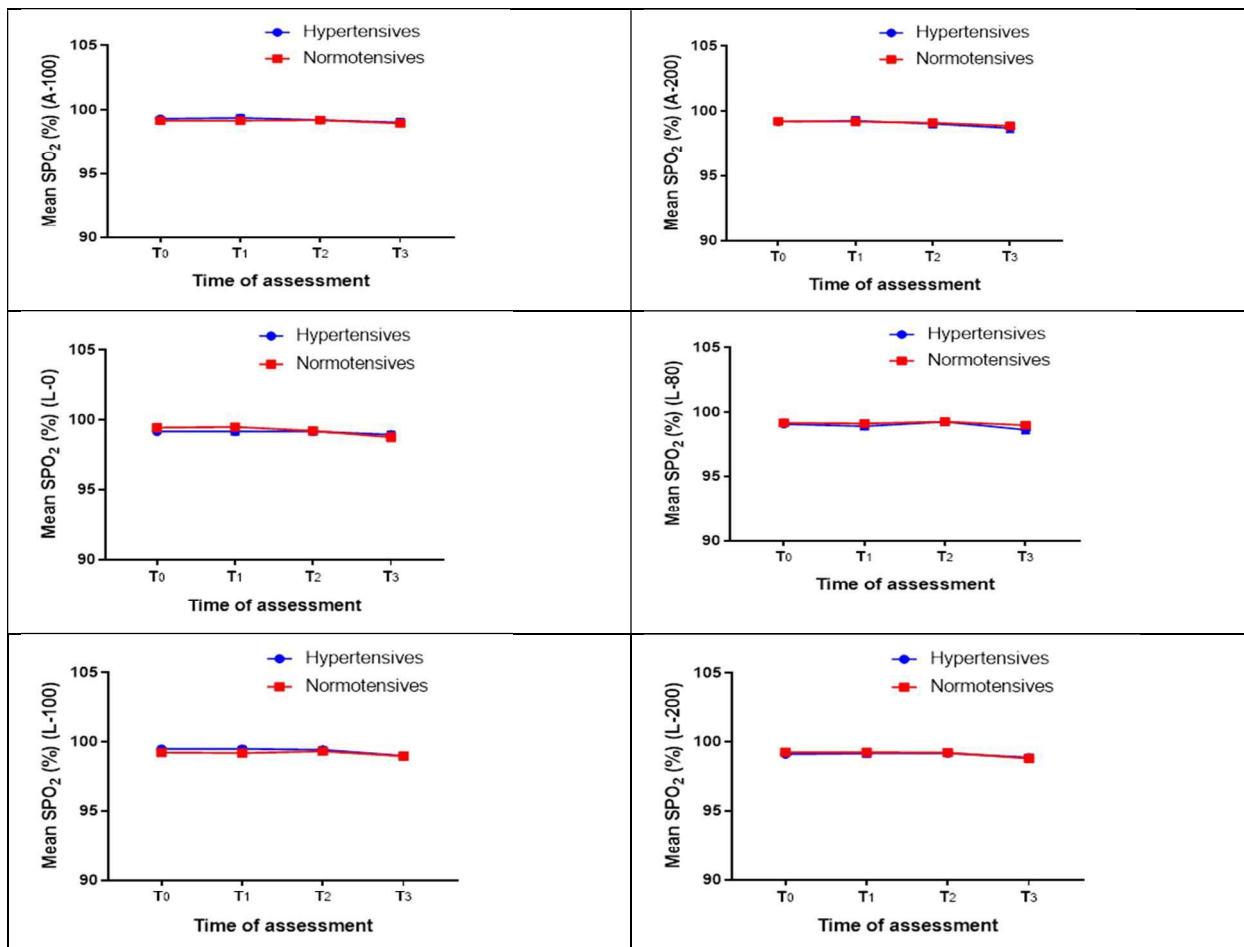 Hypertensives
Normotensives
Mean SPO₂ (%) (A-100)
105
100
95
90
T₀ T₁ T₂ T₃
Time of assessment
Hypertensives
Normotensives
Mean SPO₂ (%) (A-200)
105
100
95
90
T₀ T₁ T₂ T₃
Time of assessment
Hypertensives
Normotensives
Mean SPO₂ (%) (L-0)
105
100
95
90
T₀ T₁ T₂ T₃
Time of assessment
Hypertensives
Normotensives
Mean SPO₂ (%) (L-80)
105
100
95
90
T₀ T₁ T₂ T₃
Time of assessment
Hypertensives
Normotensives
Mean SPO₂ (%) (L-100)
105
100
95
90
T₀ T₁ T₂ T₃
Time of assessment
Hypertensives
Normotensives
Mean SPO₂ (%) (L-200)
105
100
95
90
T₀ T₁ T₂ T₃
Time of assessment